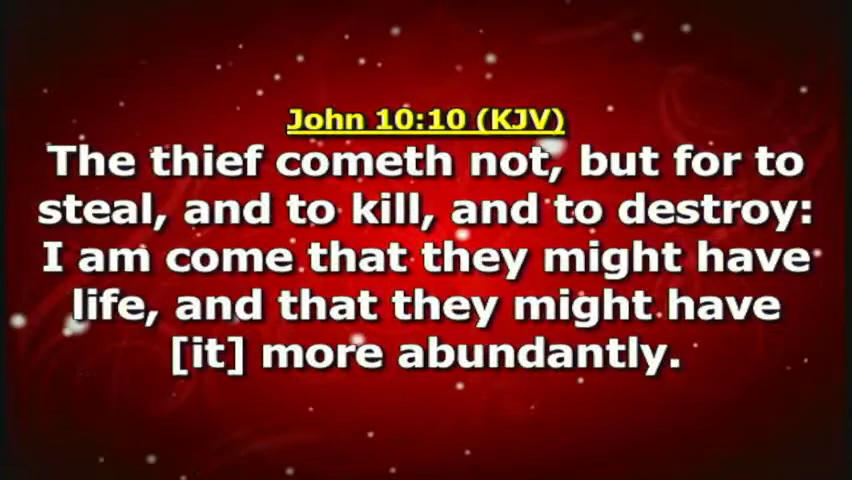 John 10:10 (KJV)
The thief cometh not, but for to
steal, and to kill, and to destroy:
I am come that they might have
life, and that they might have
[it] more abundantly.